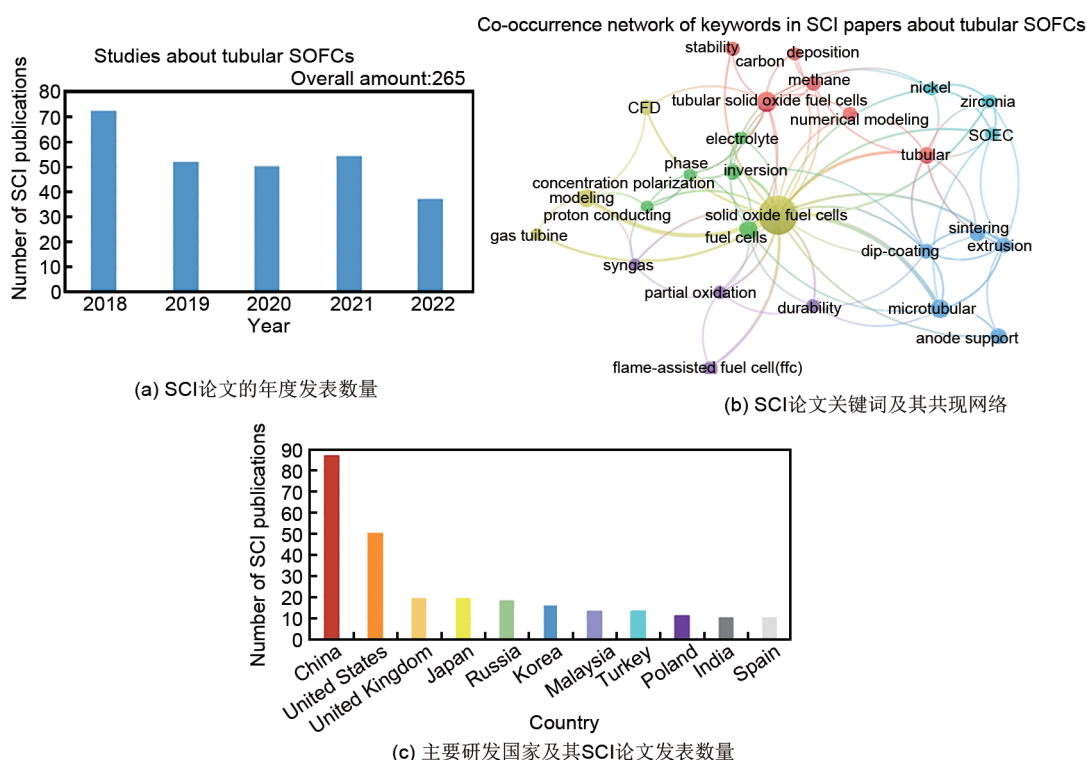 Studies about tubular SOFCs
Overall amount:265
Number of SCI publications
80
70
60
50
40
30
20
10
0
2018 2019 2020 2021 2022
Year
(a) SCI论文的年度发表数量
Co-occurrence network of keywords in SCI papers about tubular SOFCs
stability
carbon
deposition
methane
tubular solid oxide fuel cells
numerical modeling
nickel
zirconia
CFD
SOEC
electrolyte
tubular
phase
inversion
concentration polarization
modeling
proton conducting
solid oxide fuel cells
gas tuibine
fuel cells
sintering
dip-coating
extrusion
syngas
partial oxidation
durability
microtubular
anode support
flame-assisted fuel cell(ffc)
(b) SCI论文关键词及其共现网络
Number of SCI publications
90
80
70
60
50
40
30
20
10
0
China
United States
United Kingdom
Japan
Russia
Korea
Malaysia
Turkey
Poland
India
Spain
Country
(c) 主要研发国家及其SCI论文发表数量